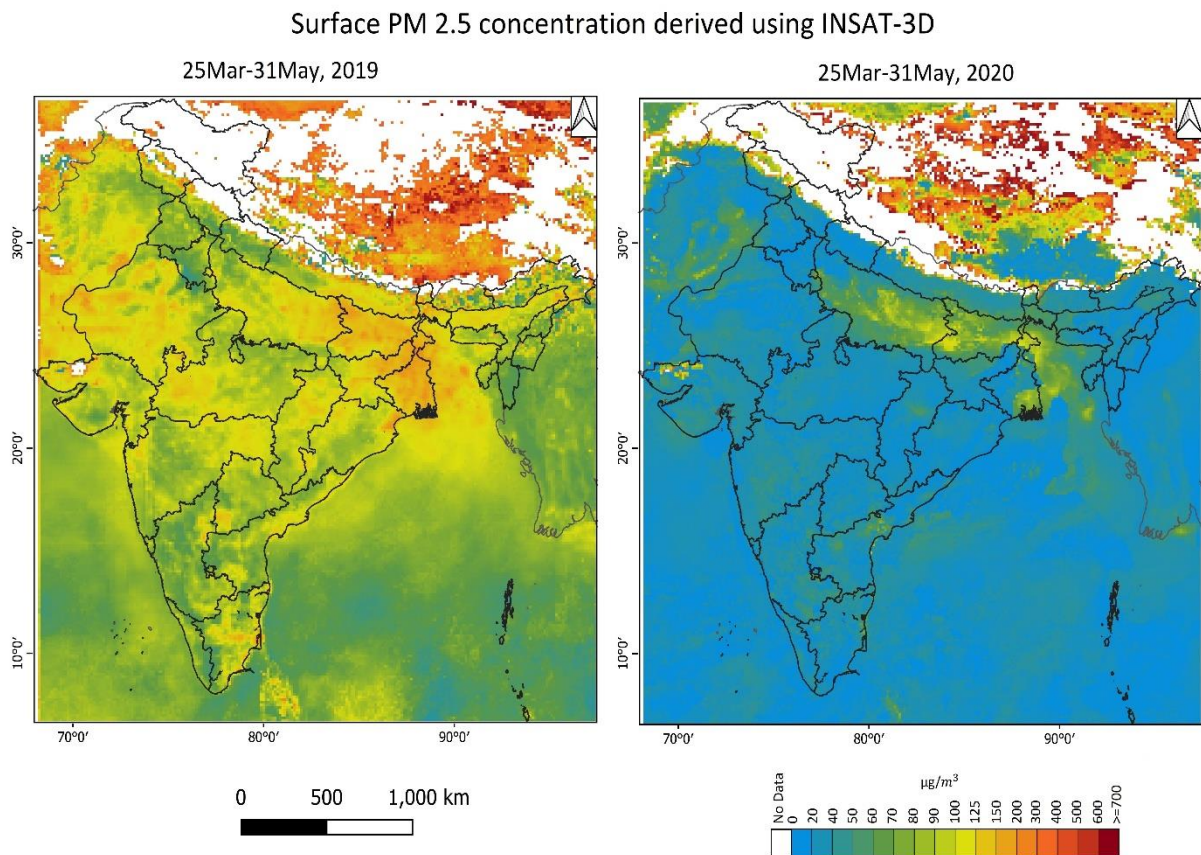 Surface PM 2.5 concentration derived using INSAT-3D
25Mar-31May, 2019
25Mar-31May, 2020
30°0′
20°0′
10°0′
70°0′ 80°0′ 90°0′
30°0′
20°0′
10°0′
70°0′ 80°0′ 90°0′
0 500 1,000 km
µg/m³
No Data 0 20 40 60 70 80 90 100 125 150 200 300 400 500 600 >=700